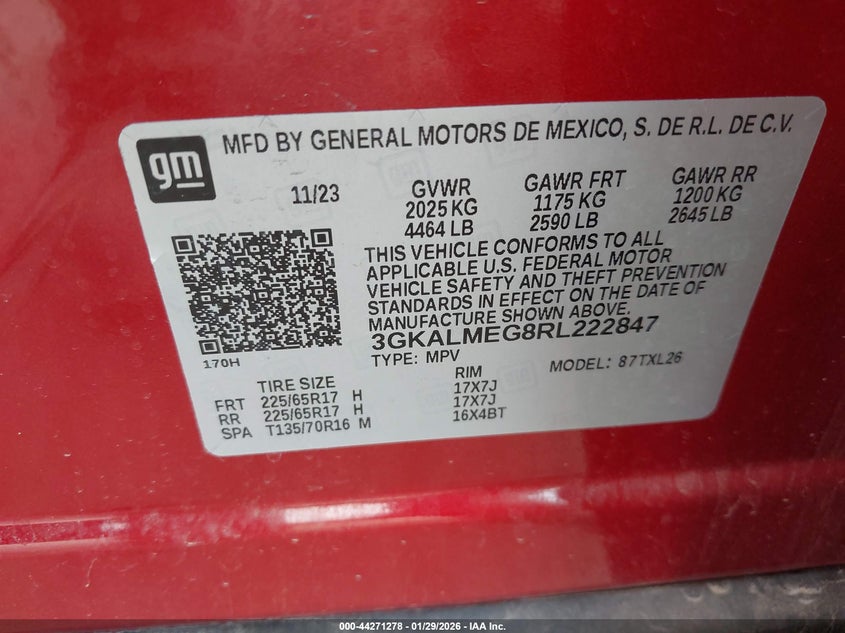 gm
MFD BY GENERAL MOTORS DE MEXICO, S. DE R.L. DE C.V.
11/23
GVWR GAWR FRT GAWR RR
2025 KG 1175 KG 1200 KG
4464 LB 2590 LB 2645 LB
THIS VEHICLE CONFORMS TO ALL
APPLICABLE U.S. FEDERAL MOTOR
VEHICLE SAFETY AND THEFT PREVENTION
STANDARDS IN EFFECT ON THE DATE OF
MANUFACTURE SHOWN ABOVE.
3GKALMEG8RL222847
170H
TYPE: MPV MODEL: 87TXL26
TIRE SIZE RIM
FRT 225/65R17 H 17X7J
RR 225/65R17 H 17X7J
SPA T135/70R16 M 16X4BT
000-44271278 - 01/29/2026 - IAA Inc.